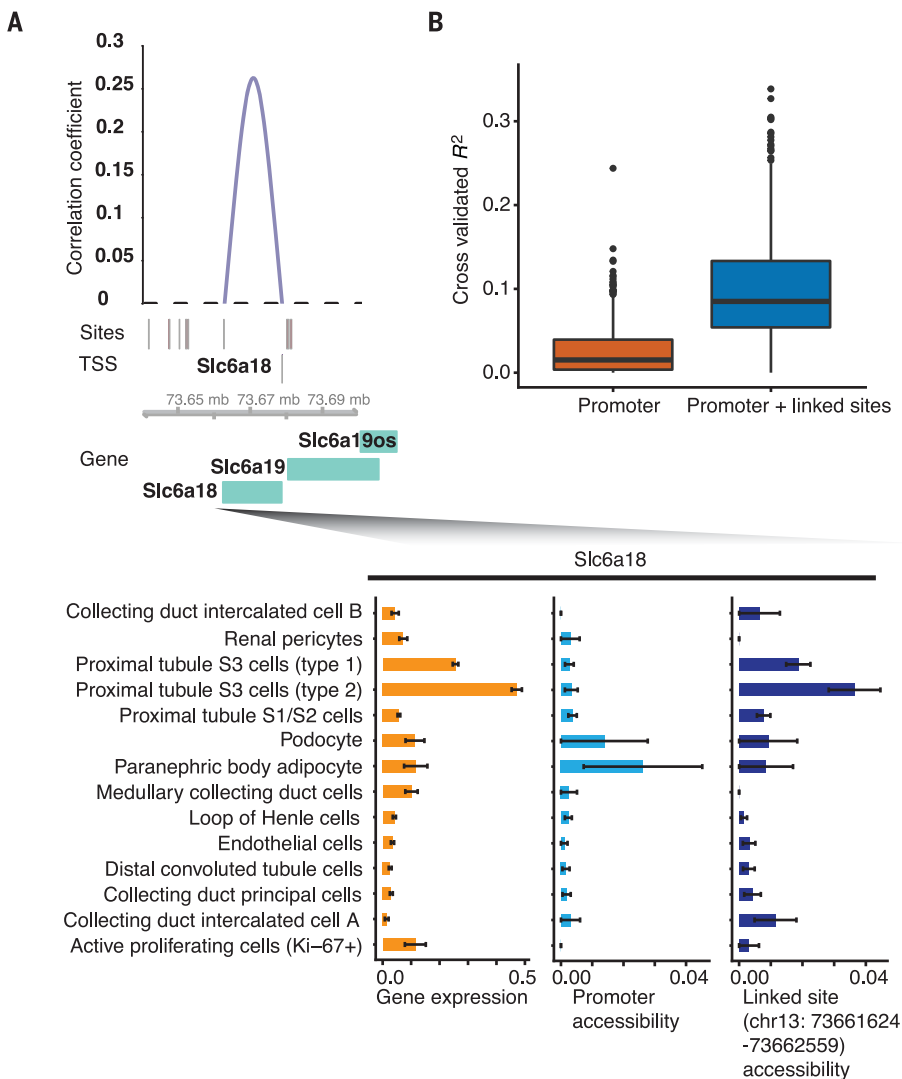 A
Correlation coefficient
0.3
0.25
0.2
0.15
0.1
0.05
0
Sites
TSS
Slc6a18
73.65 mb
73.67 mb
73.69 mb
Gene
Slc6a19os
Slc6a19
Slc6a18
B
Cross validated R²
0.3
0.2
0.1
0.0
Promoter
Promoter + linked sites
Slc6a18
Collecting duct intercalated cell B
Renal pericytes
Proximal tubule S3 cells (type 1)
Proximal tubule S3 cells (type 2)
Proximal tubule S1/S2 cells
Podocyte
Paranephric body adipocyte
Medullary collecting duct cells
Loop of Henle cells
Endothelial cells
Distal convoluted tubule cells
Collecting duct principal cells
Collecting duct intercalated cell A
Active proliferating cells (Ki–67+)
0.0 0.5
Gene expression
0.00 0.04
Promoter
accessibility
0.00 0.04
Linked site
(chr13: 73661624
-73662559)
accessibility